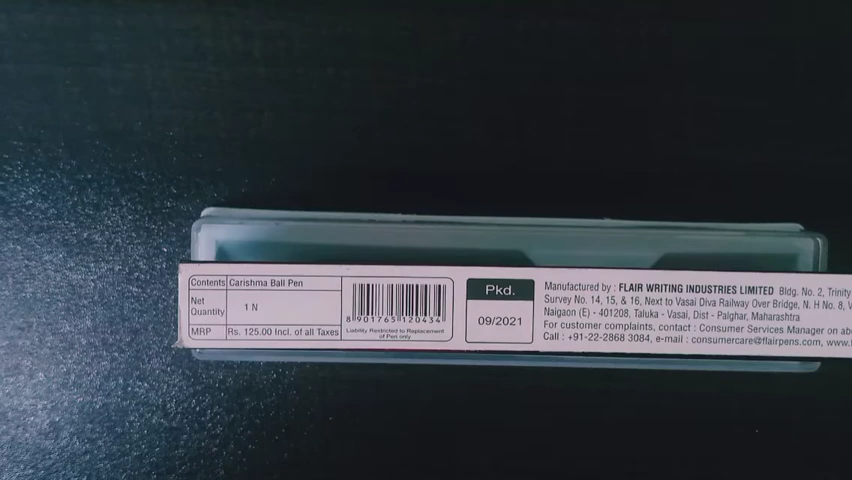 Contents Carishma Ball Pen
Net Quantity 1 N
MRP Rs. 125.00 Incl. of all Taxes
8 901765 120434
Liability Restricted to Replacement
of Pen only
Pkd.
09/2021
Manufactured by : FLAIR WRITING INDUSTRIES LIMITED Bldg. No. 2, Trinity
Survey No. 14, 15, & 16, Next to Vasai Diva Railway Over Bridge, N. H No. 8, V
Naigaon (E) - 401208, Taluka - Vasai, Dist - Palghar, Maharashtra
For customer complaints, contact : Consumer Services Manager on ab
Call : +91-22-2868 3084, e-mail : consumercare@flairpens.com, www.